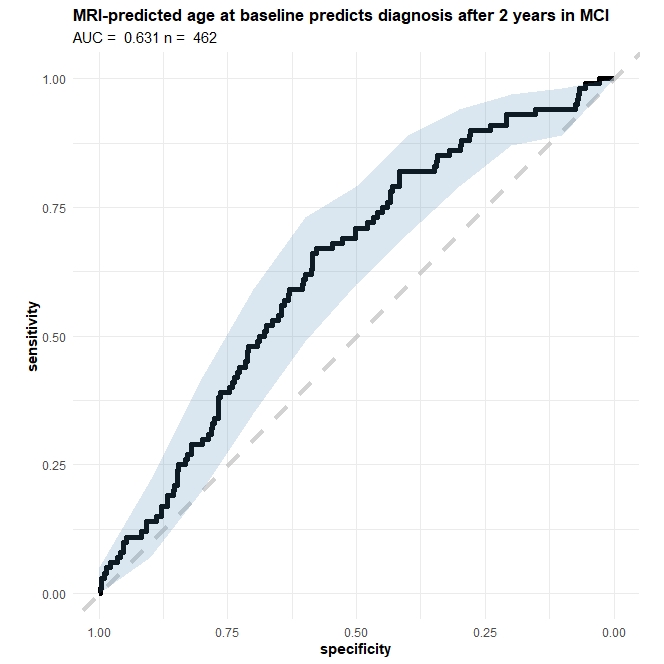 MRI-predicted age at baseline predicts diagnosis after 2 years in MCI
AUC = 0.631 n = 462
1.00
0.75
0.50
0.25
0.00
sensitivity
1.00 0.75 0.50 0.25 0.00
specificity